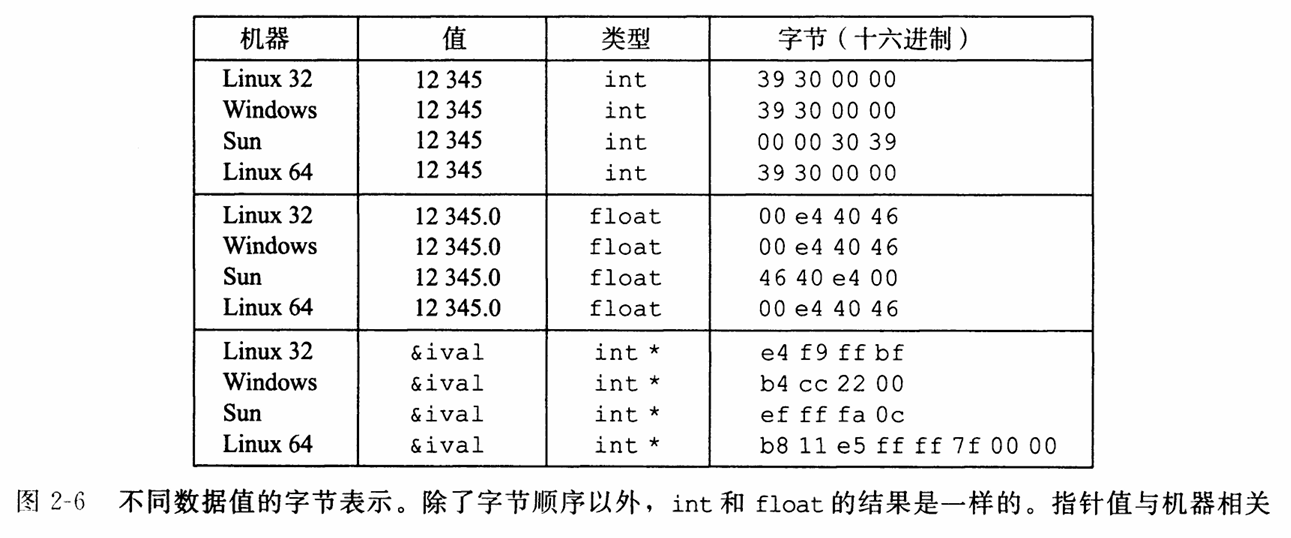 机器 值 类型 字节（十六进制）
Linux 32 12 345 int 39 30 00 00
Windows 12 345 int 39 30 00 00
Sun 12 345 int 00 00 30 39
Linux 64 12 345 int 39 30 00 00
Linux 32 12 345.0 float 00 e4 40 46
Windows 12 345.0 float 00 e4 40 46
Sun 12 345.0 float 46 40 e4 00
Linux 64 12 345.0 float 00 e4 40 46
Linux 32 &ival int * e4 f9 ff bf
Windows &ival int * b4 cc 22 00
Sun &ival int * ef ff fa 0c
Linux 64 &ival int * b8 11 e5 ff ff 7f 00 00
图 2-6 不同数据值的字节表示。除了字节顺序以外，int 和 float 的结果是一样的。指针值与机器相关